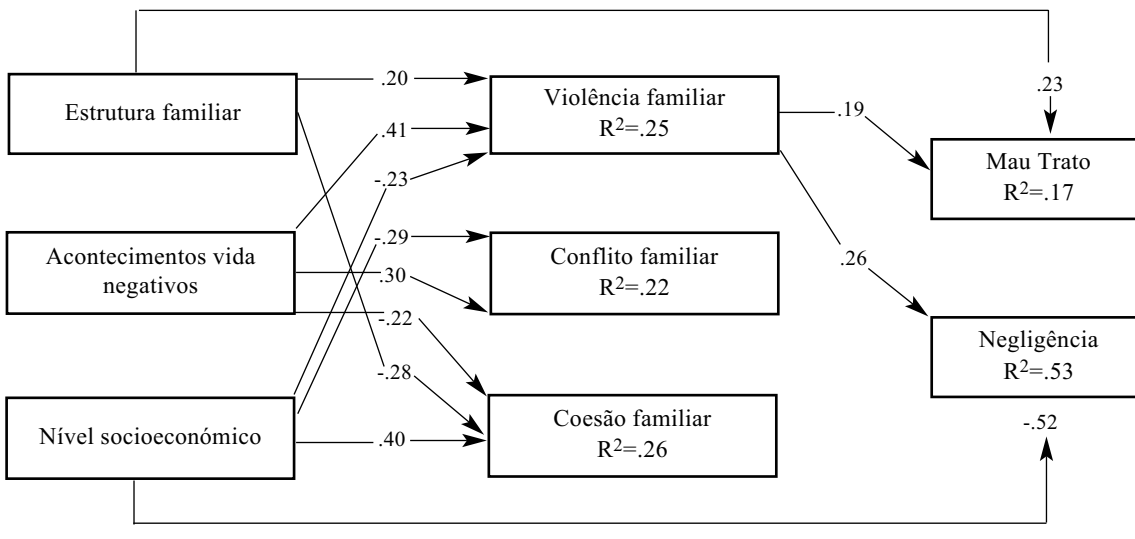 .23
Estrutura familiar
.20
Violência familiar
R²=.25
.19
Mau Trato
R²=.17
.41
-.23
Acontecimentos vida
negativos
-.29
.30
-.22
Conflito familiar
R²=.22
.26
Negligência
R²=.53
-.28
Nível socioeconómico
.40
Coesão familiar
R²=.26
-.52